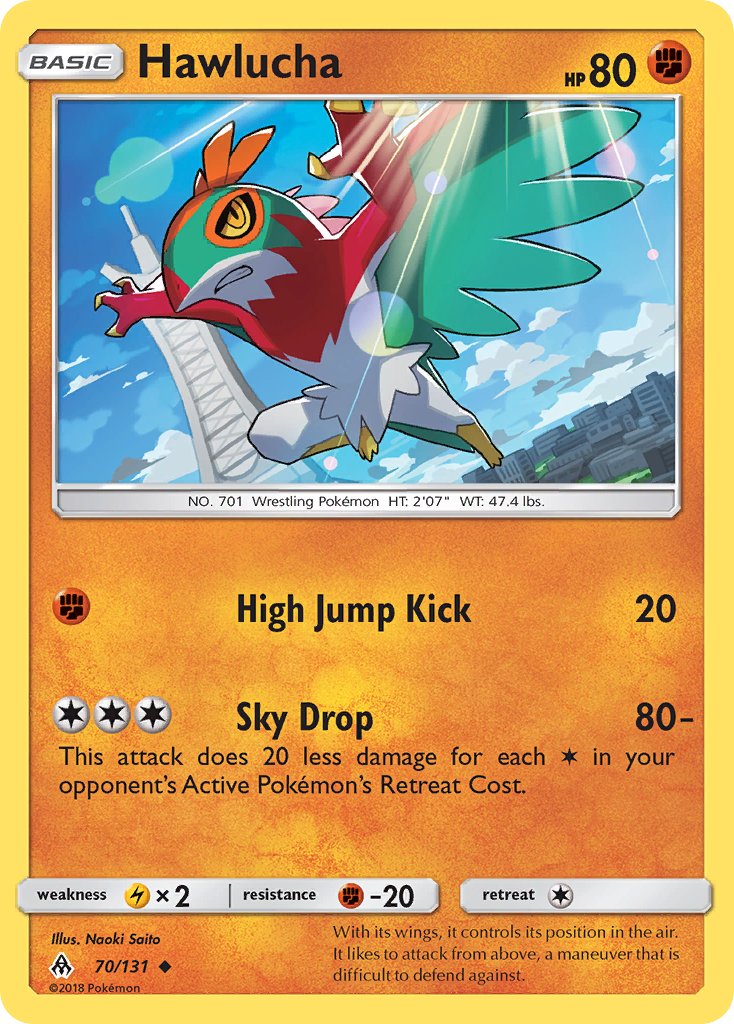 BASIC Hawlucha HP 80
NO. 701 Wrestling Pokémon HT: 2'07" WT: 47.4 lbs.
High Jump Kick 20
Sky Drop 80-
This attack does 20 less damage for each in your
opponent's Active Pokémon's Retreat Cost.
weakness ×2 resistance -20 retreat
Illus. Naoki Saito
70/131
©2018 Pokémon
With its wings, it controls its position in the air.
It likes to attack from above, a maneuver that is
difficult to defend against.